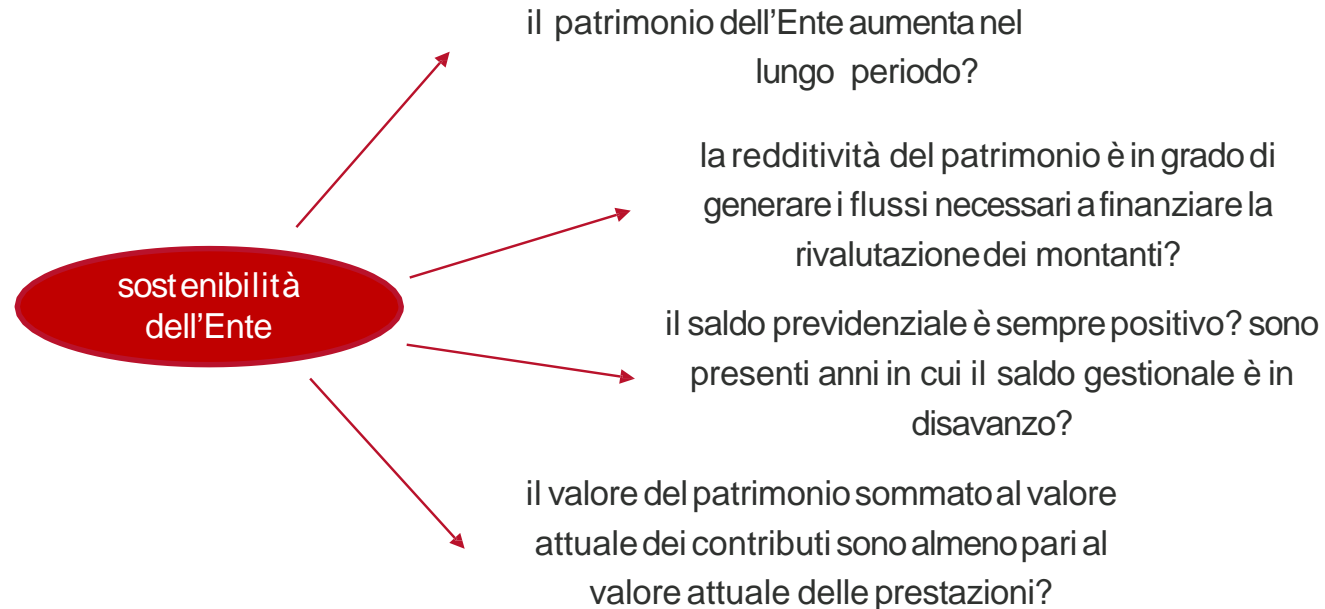 il patrimonio dell'Ente aumenta nel
lungo periodo?
la redditività del patrimonio è in grado di
generare i flussi necessari a finanziare la
rivalutazione dei montanti?
sostenibilità
dell'Ente
il saldo previdenziale è sempre positivo? sono
presenti anni in cui il saldo gestionale è in
disavanzo?
il valore del patrimonio sommato al valore
attuale dei contributi sono almeno pari al
valore attuale delle prestazioni?